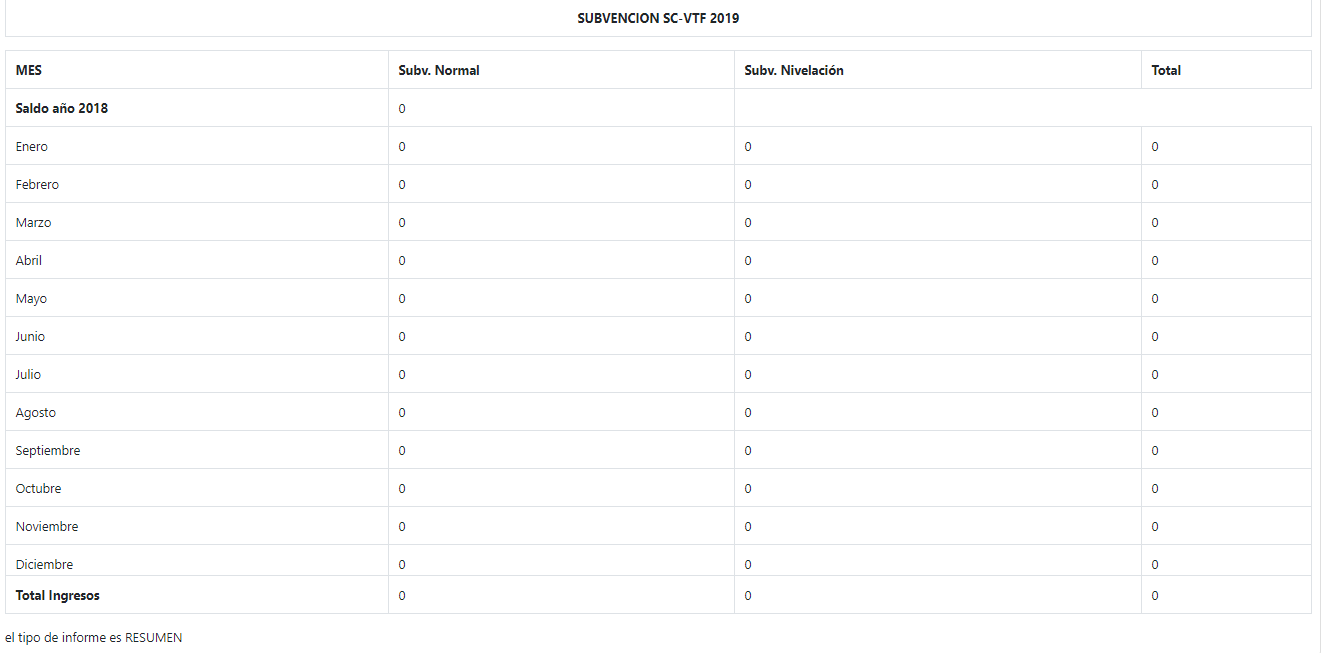 SUBVENCION SC-VTF 2019
MES Subv. Normal Subv. Nivelación Total
Saldo año 2018 0
Enero 0 0 0
Febrero 0 0 0
Marzo 0 0 0
Abril 0 0 0
Mayo 0 0 0
Junio 0 0 0
Julio 0 0 0
Agosto 0 0 0
Septiembre 0 0 0
Octubre 0 0 0
Noviembre 0 0 0
Diciembre 0 0 0
Total Ingresos 0 0 0
el tipo de informe es RESUMEN